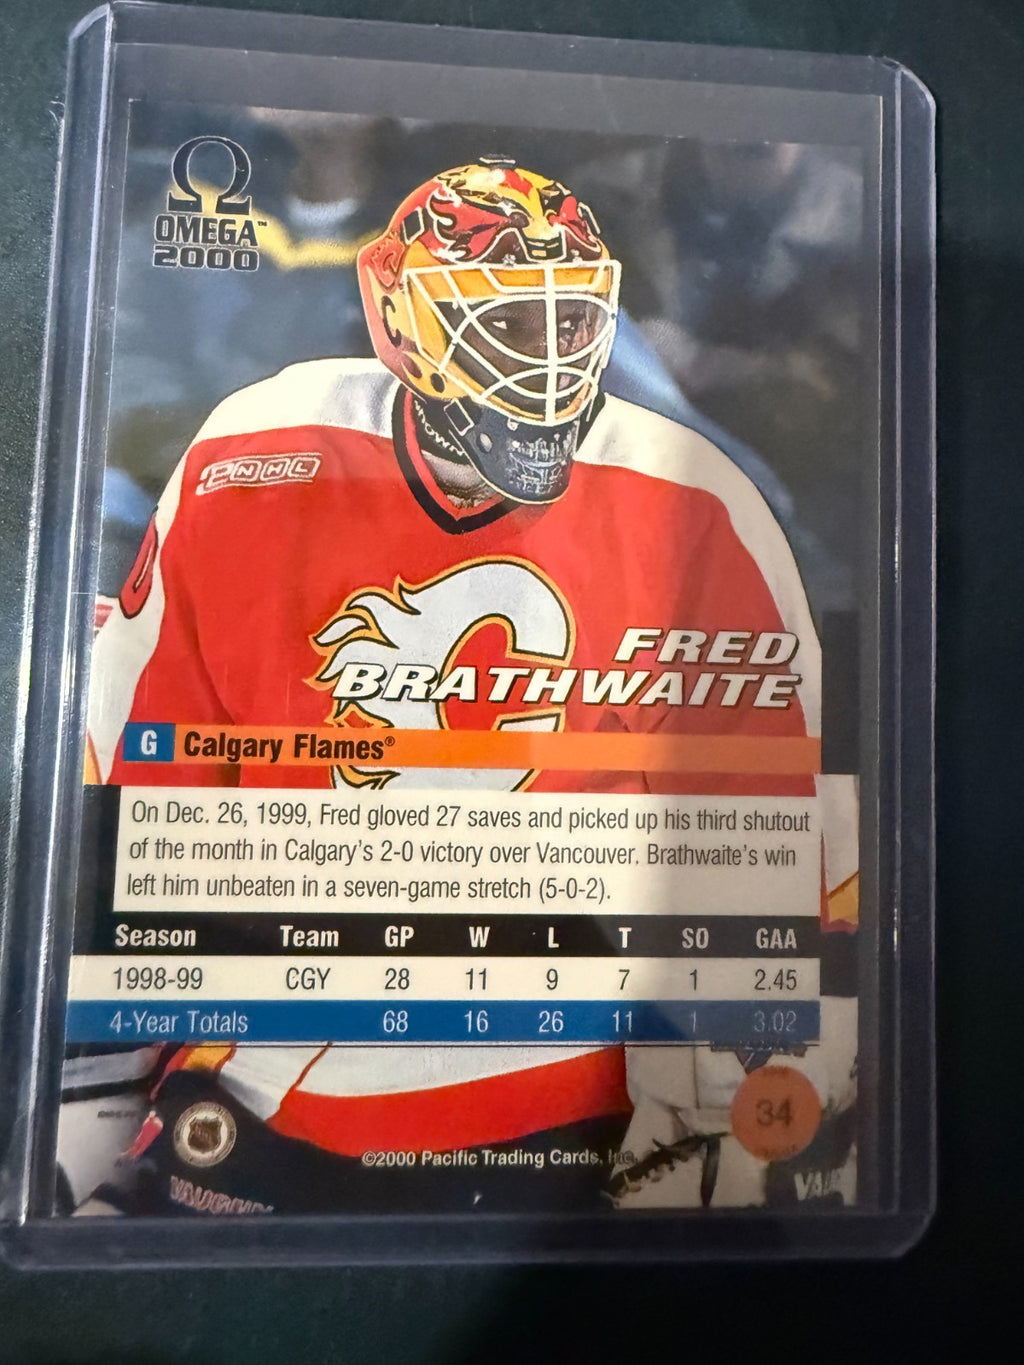 Ω
OMEGA™
2000
NHL
FRED
BRATHWAITE
G Calgary Flames®
On Dec. 26, 1999, Fred gloved 27 saves and picked up his third shutout
of the month in Calgary's 2-0 victory over Vancouver. Brathwaite's win
left him unbeaten in a seven-game stretch (5-0-2).
Season Team GP W L T SO GAA
1998-99 CGY 28 11 9 7 1 2.45
4-Year Totals 68 16 26 11 1 3.02
34
©2000 Pacific Trading Cards, Inc.
VAUGHN